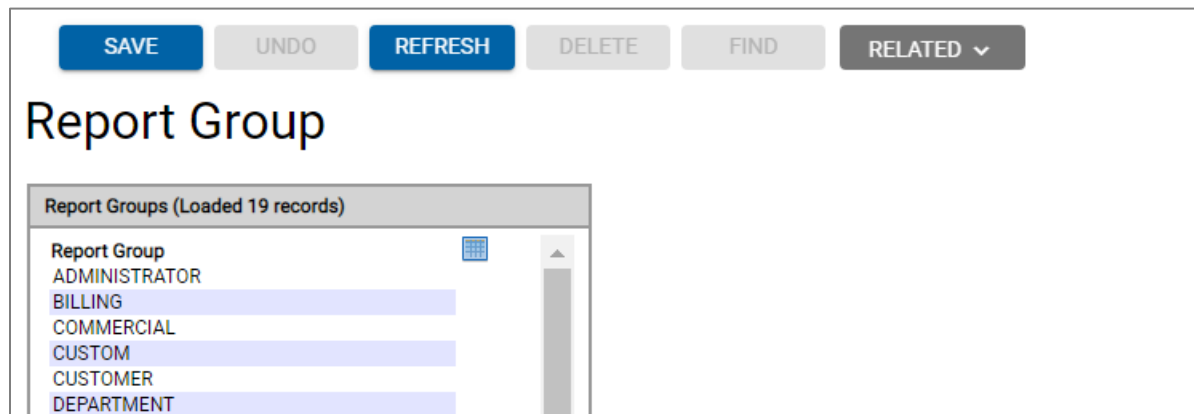 SAVE UNDO REFRESH DELETE FIND RELATED
Report Group
Report Groups (Loaded 19 records)
Report Group
ADMINISTRATOR
BILLING
COMMERCIAL
CUSTOM
CUSTOMER
DEPARTMENT